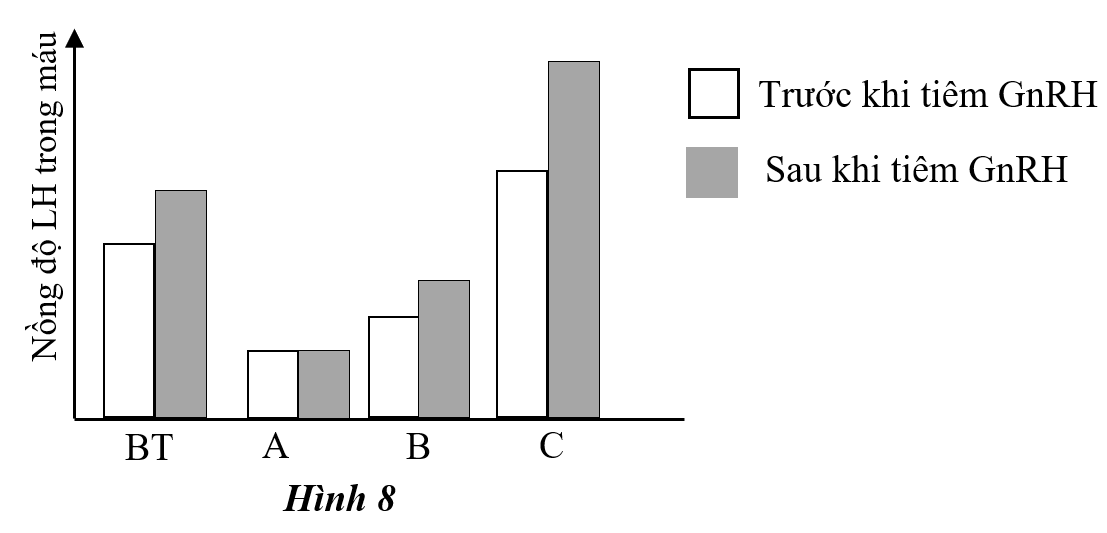 Nồng độ LH trong máu
Trước khi tiêm GnRH
Sau khi tiêm GnRH
BT A B C
Hình 8